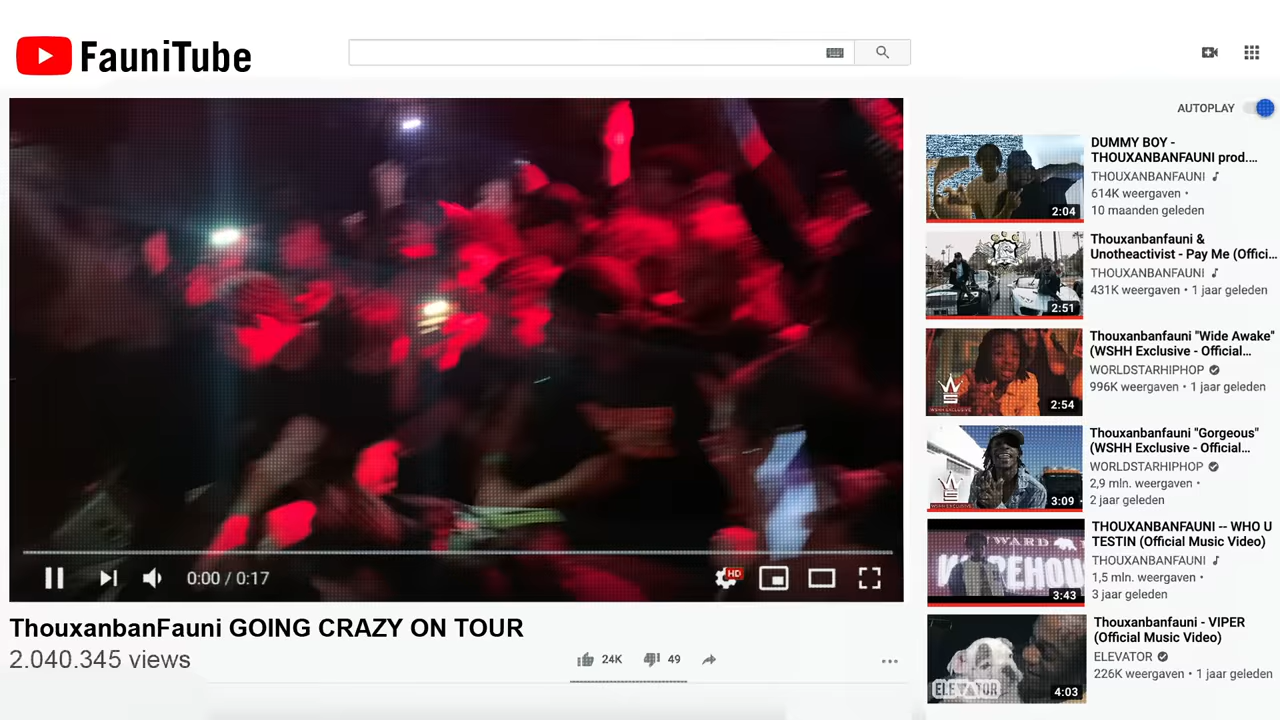 FauniTube
AUTOPLAY
DUMMY BOY -
THOUXANBANFAUNI prod....
THOUXANBANFAUNI
614K weergaven •
10 maanden geleden
2:04
Thouxanbanfauni &
Unotheactivist - Pay Me (Offici...
THOUXANBANFAUNI
431K weergaven • 1 jaar geleden
2:51
Thouxanbanfauni "Wide Awake"
(WSHH Exclusive - Official...
WORLDSTARHIPHOP
996K weergaven • 1 jaar geleden
WSHH EXCLUSIVE
2:54
Thouxanbanfauni "Gorgeous"
(WSHH Exclusive - Official...
WORLDSTARHIPHOP
2,9 mln. weergaven •
2 jaar geleden
WSHH EXCLUSIVE
3:09
THOUXANBANFAUNI -- WHO U
TESTIN (Official Music Video)
THOUXANBANFAUNI
1,5 mln. weergaven •
3 jaar geleden
3:43
Thouxanbanfauni - VIPER
(Official Music Video)
ELEVATOR
226K weergaven • 1 jaar geleden
ELEVATOR
4:03
0:00 / 0:17
HD
ThouxanbanFauni GOING CRAZY ON TOUR
2.040.345 views
24K
49